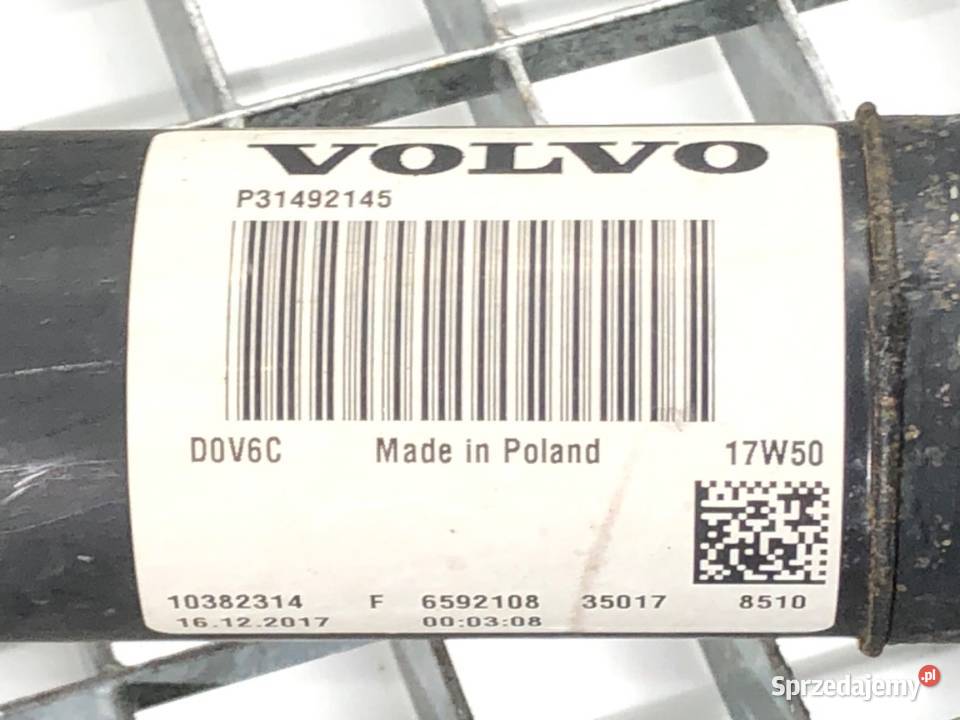 VOLVO
P31492145
D0V6C Made in Poland 17W50
10382314 F 6592108 35017 8510
16.12.2017 00:03:08
Sprzedajemy.pl